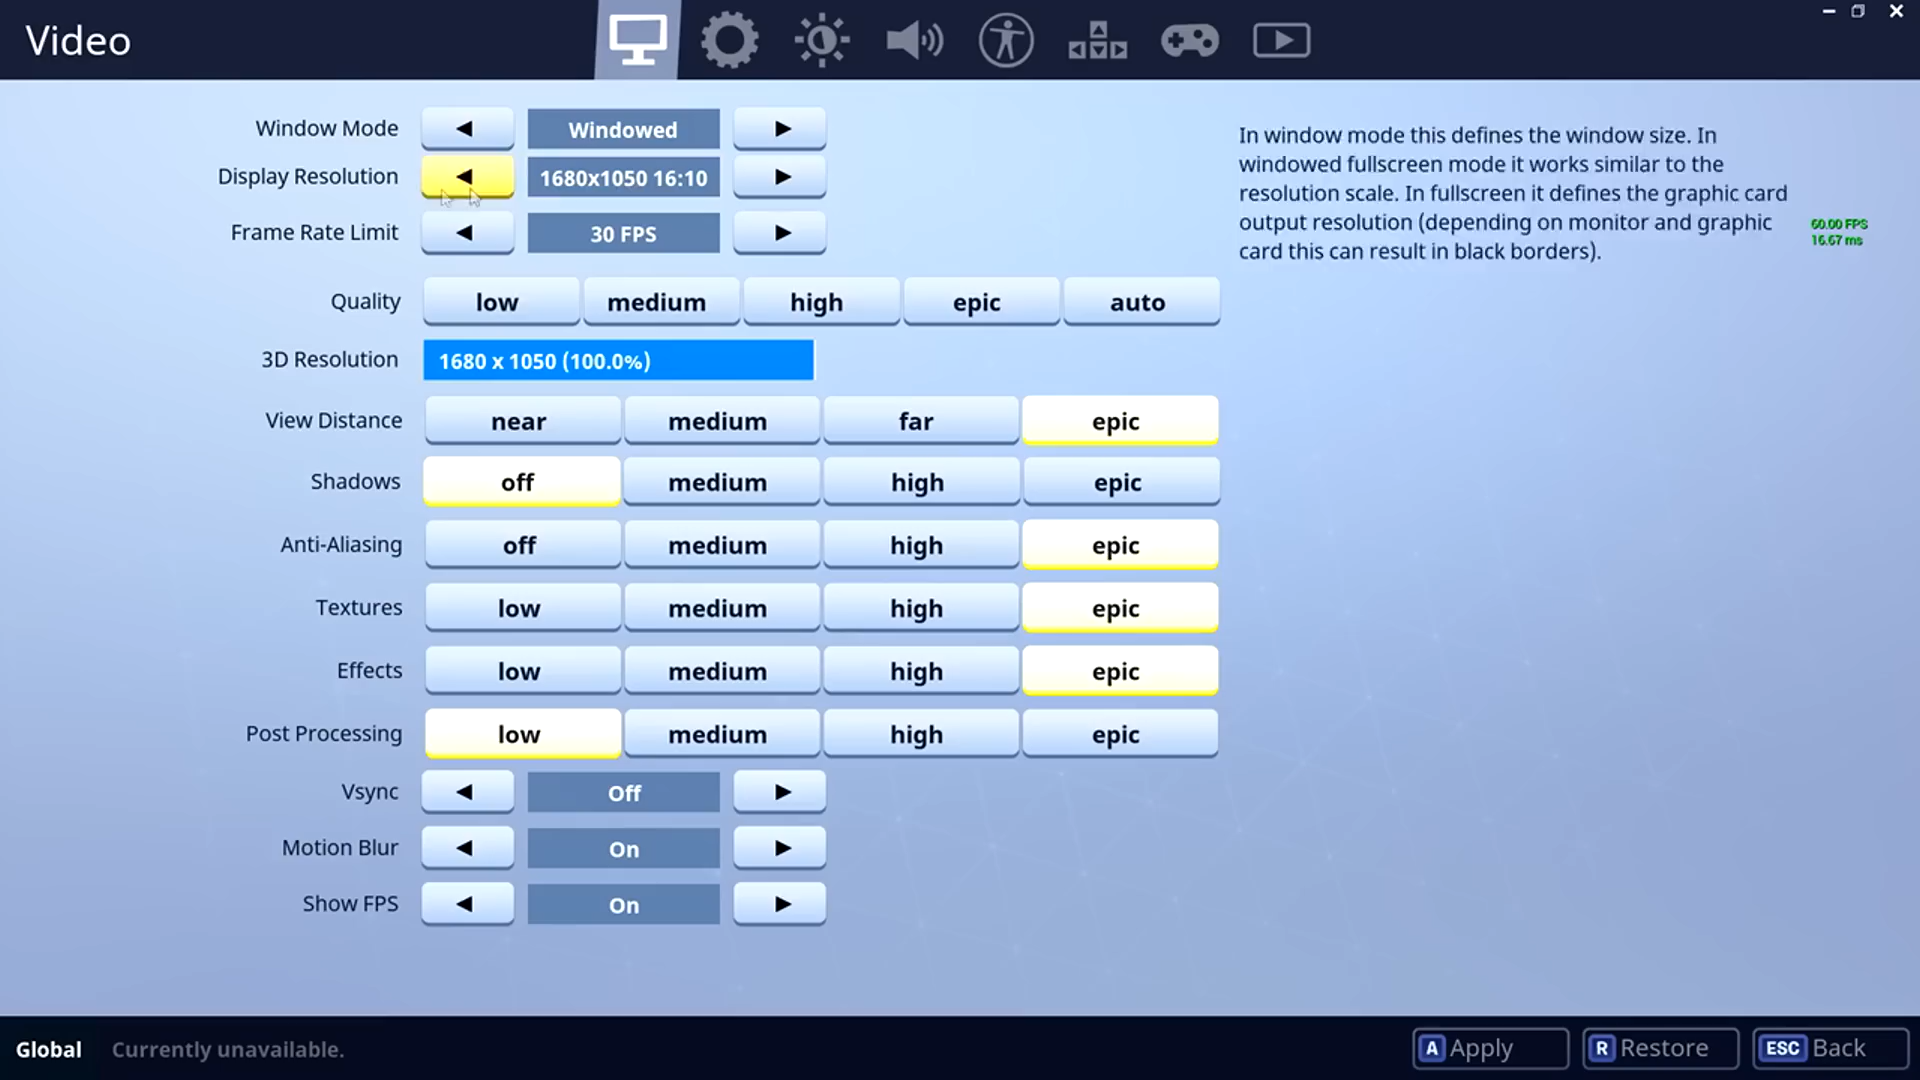 Video
Window Mode
Windowed
Display Resolution
1680x1050 16:10
Frame Rate Limit
30 FPS
In window mode this defines the window size. In
windowed fullscreen mode it works similar to the
resolution scale. In fullscreen it defines the graphic card
output resolution (depending on monitor and graphic
card this can result in black borders).
60.00 FPS
16.67 ms
Quality low medium high epic auto
3D Resolution 1680 x 1050 (100.0%)
View Distance near medium far epic
Shadows off medium high epic
Anti-Aliasing off medium high epic
Textures low medium high epic
Effects low medium high epic
Post Processing low medium high epic
Vsync Off
Motion Blur On
Show FPS On
Global Currently unavailable.
A Apply R Restore ESC Back